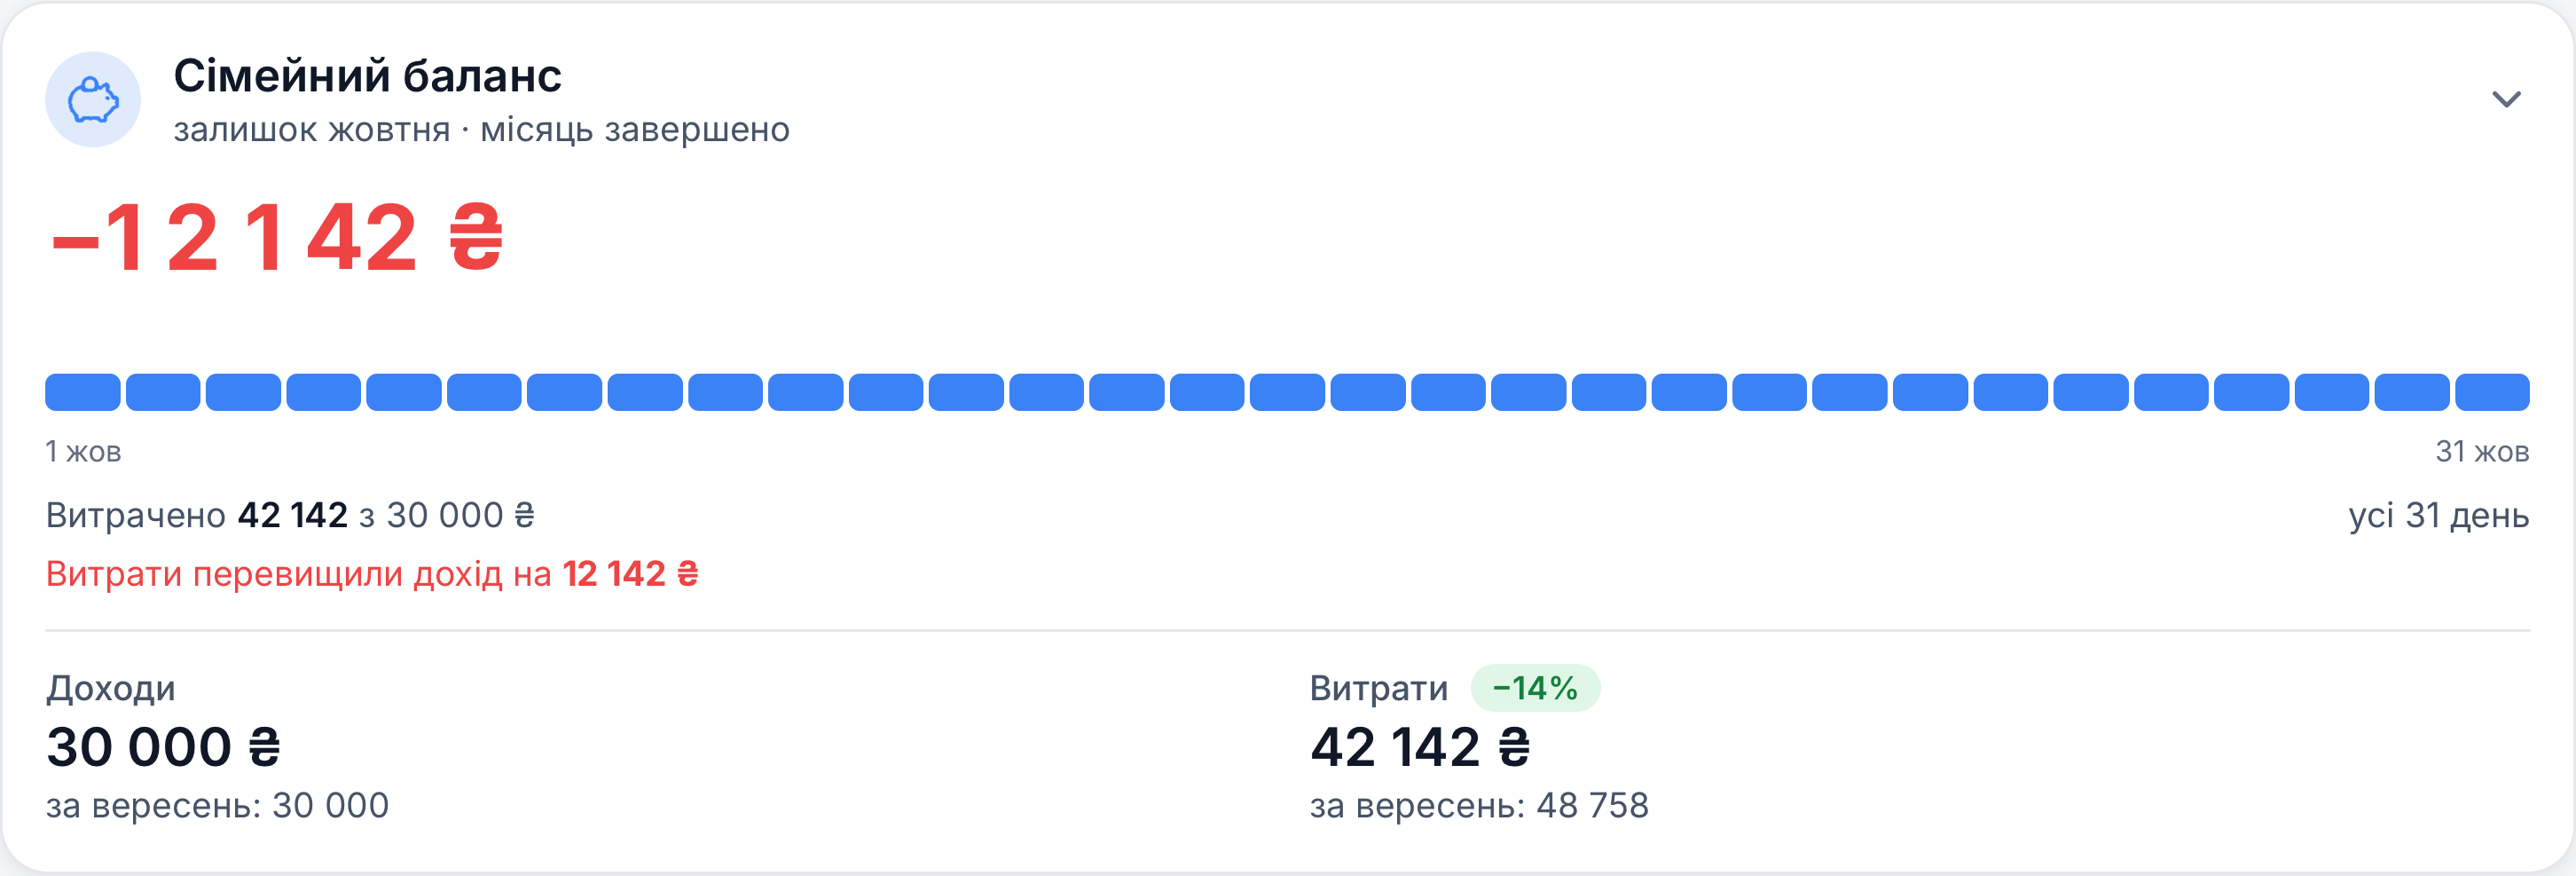 Сімейний баланс
залишок жовтня · місяць завершено
−12 142 ₴
1 жов 31 жов
Витрачено 42 142 з 30 000 ₴ усі 31 день
Витрати перевищили дохід на 12 142 ₴
Доходи Витрати −14%
30 000 ₴ 42 142 ₴
за вересень: 30 000 за вересень: 48 758